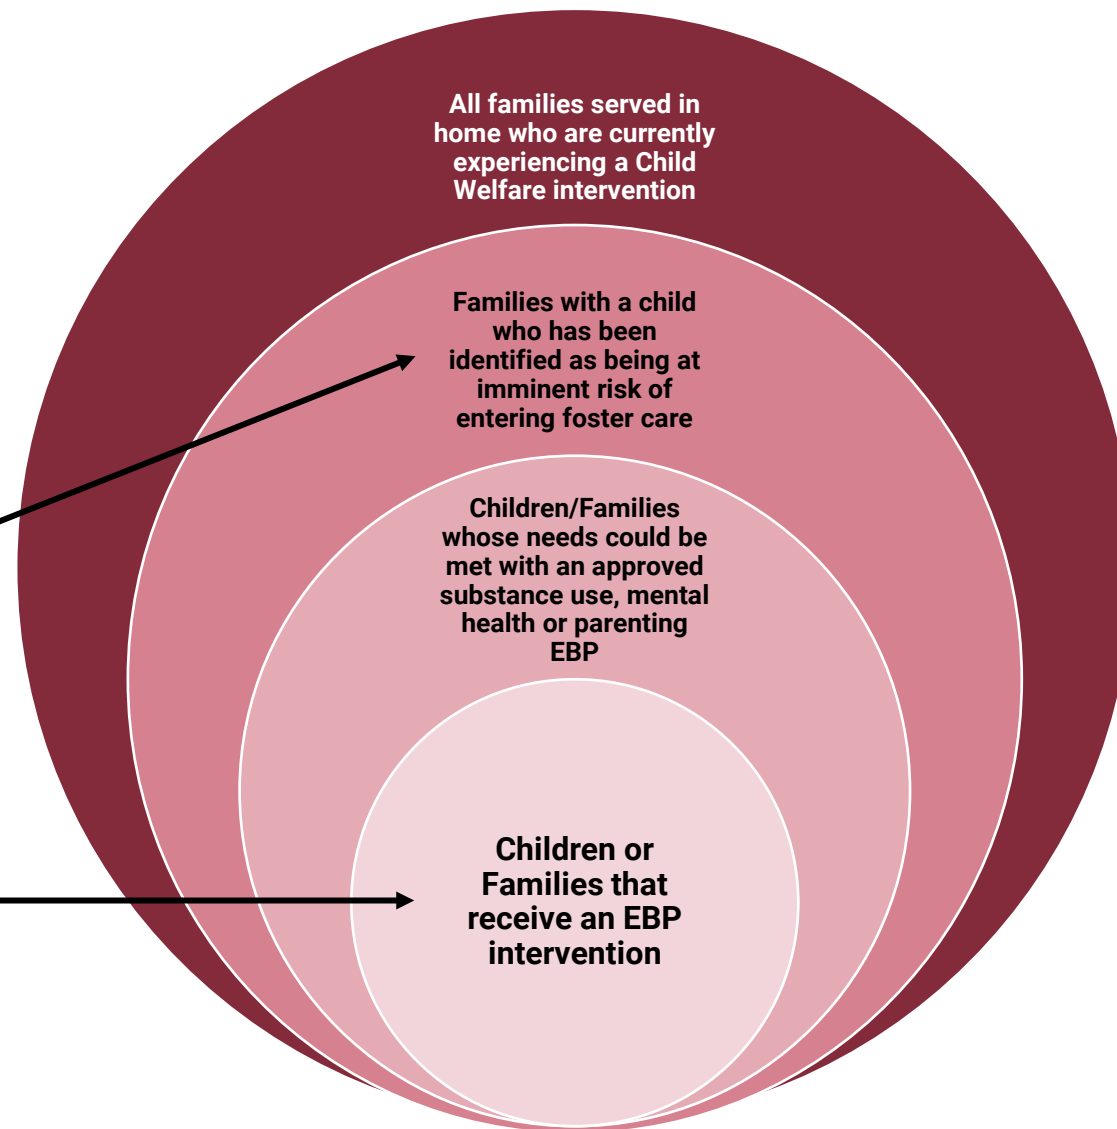 All families served in
home who are currently
experiencing a Child
Welfare intervention
Families with a child
who has been
identified as being at
imminent risk of
entering foster care
Children/Families
whose needs could be
met with an approved
substance use, mental
health or parenting
EBP
Children or
Families that
receive an EBP
intervention